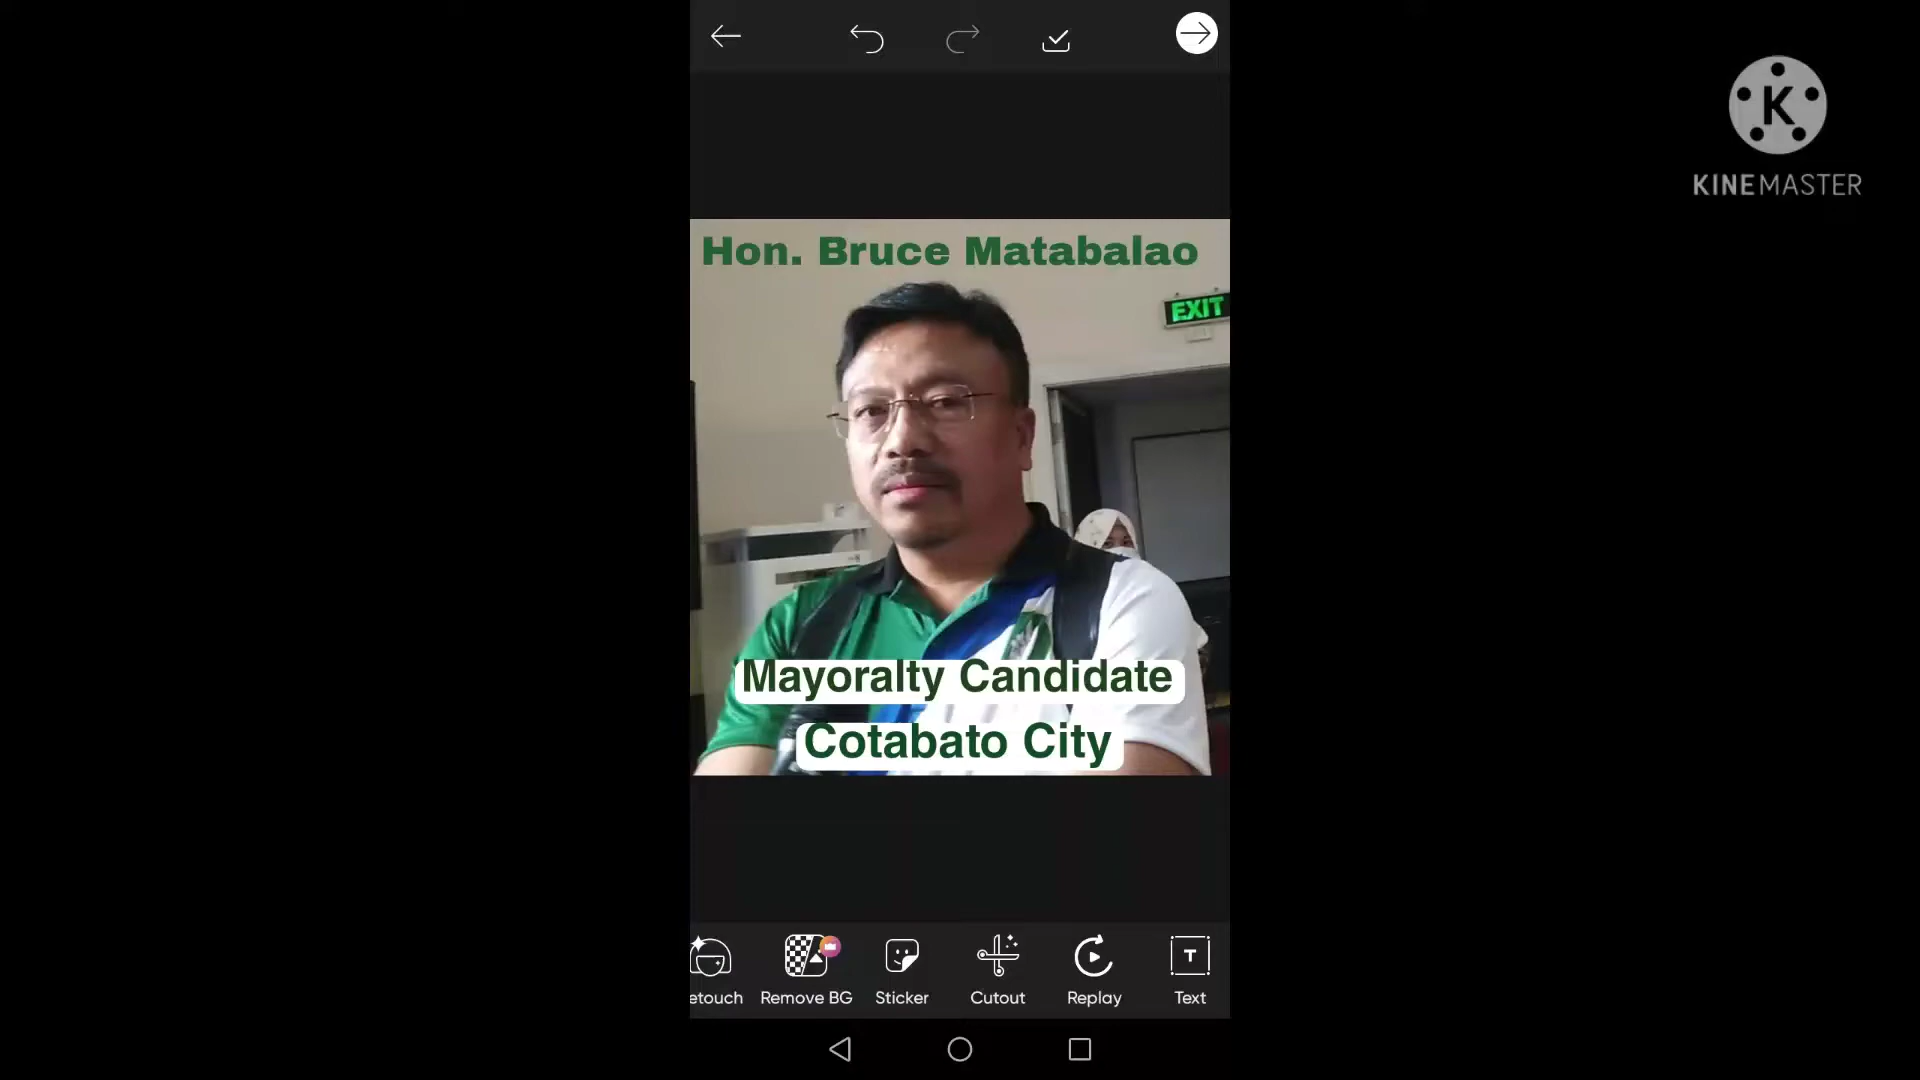 KINEMASTER
Hon. Bruce Matabalao
EXIT
Mayoralty Candidate
Cotabato City
etouch
Remove BG
Sticker
Cutout
Replay
Text